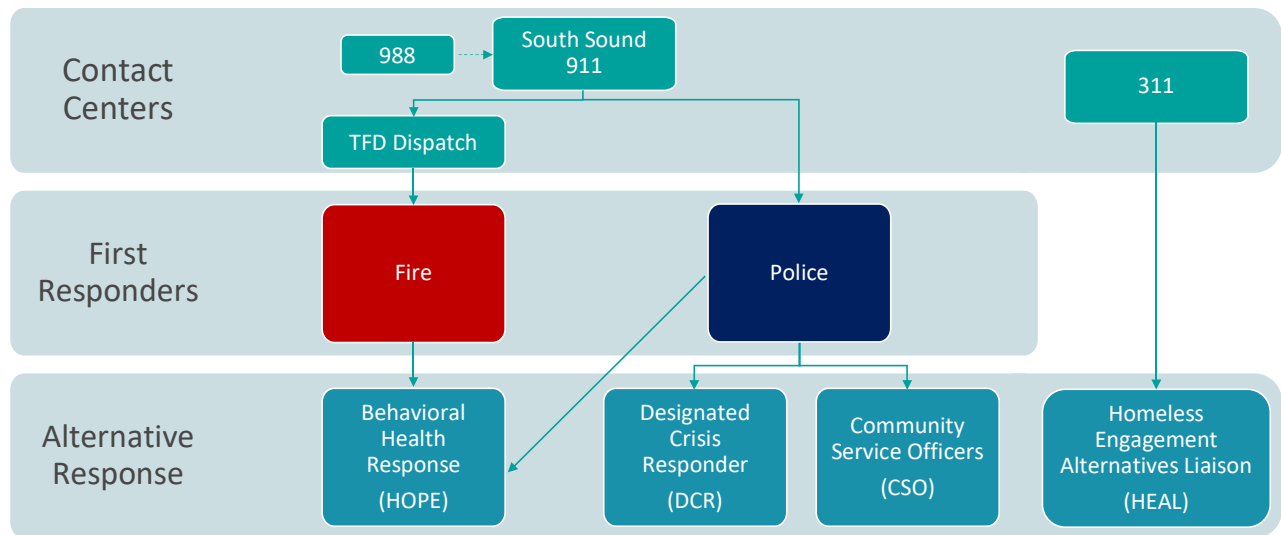 Contact
Centers
988
South Sound
911
311
TFD Dispatch
First
Responders
Fire
Police
Alternative
Response
Behavioral
Health
Response
(HOPE)
Designated
Crisis
Responder
(DCR)
Community
Service Officers
(CSO)
Homeless
Engagement
Alternatives Liaison
(HEAL)